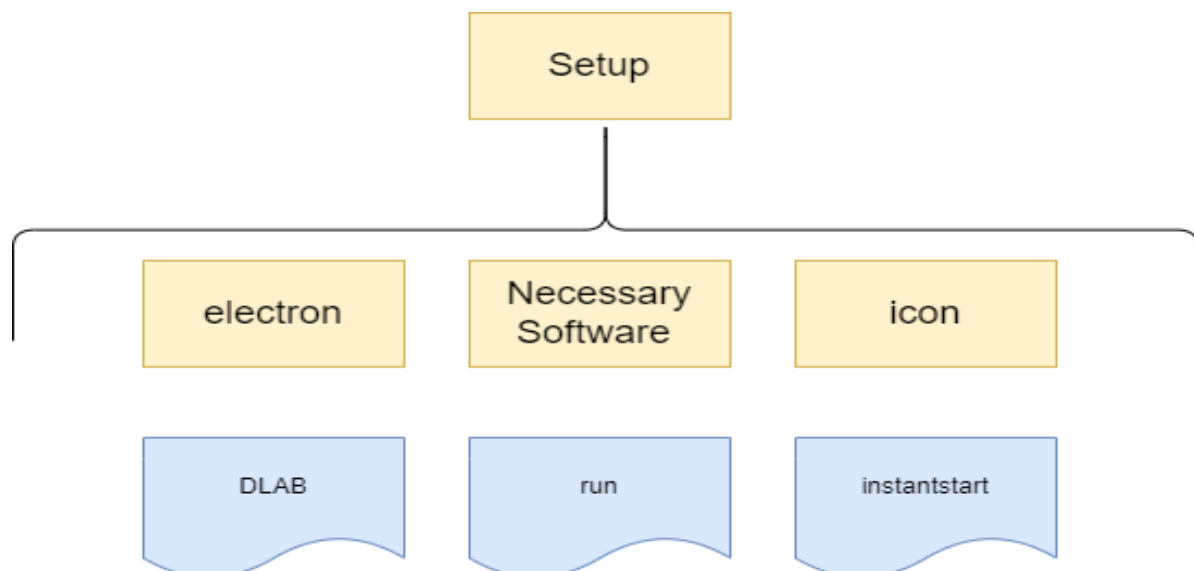 Setup
electron
Necessary
Software
icon
DLAB
run
instantstart